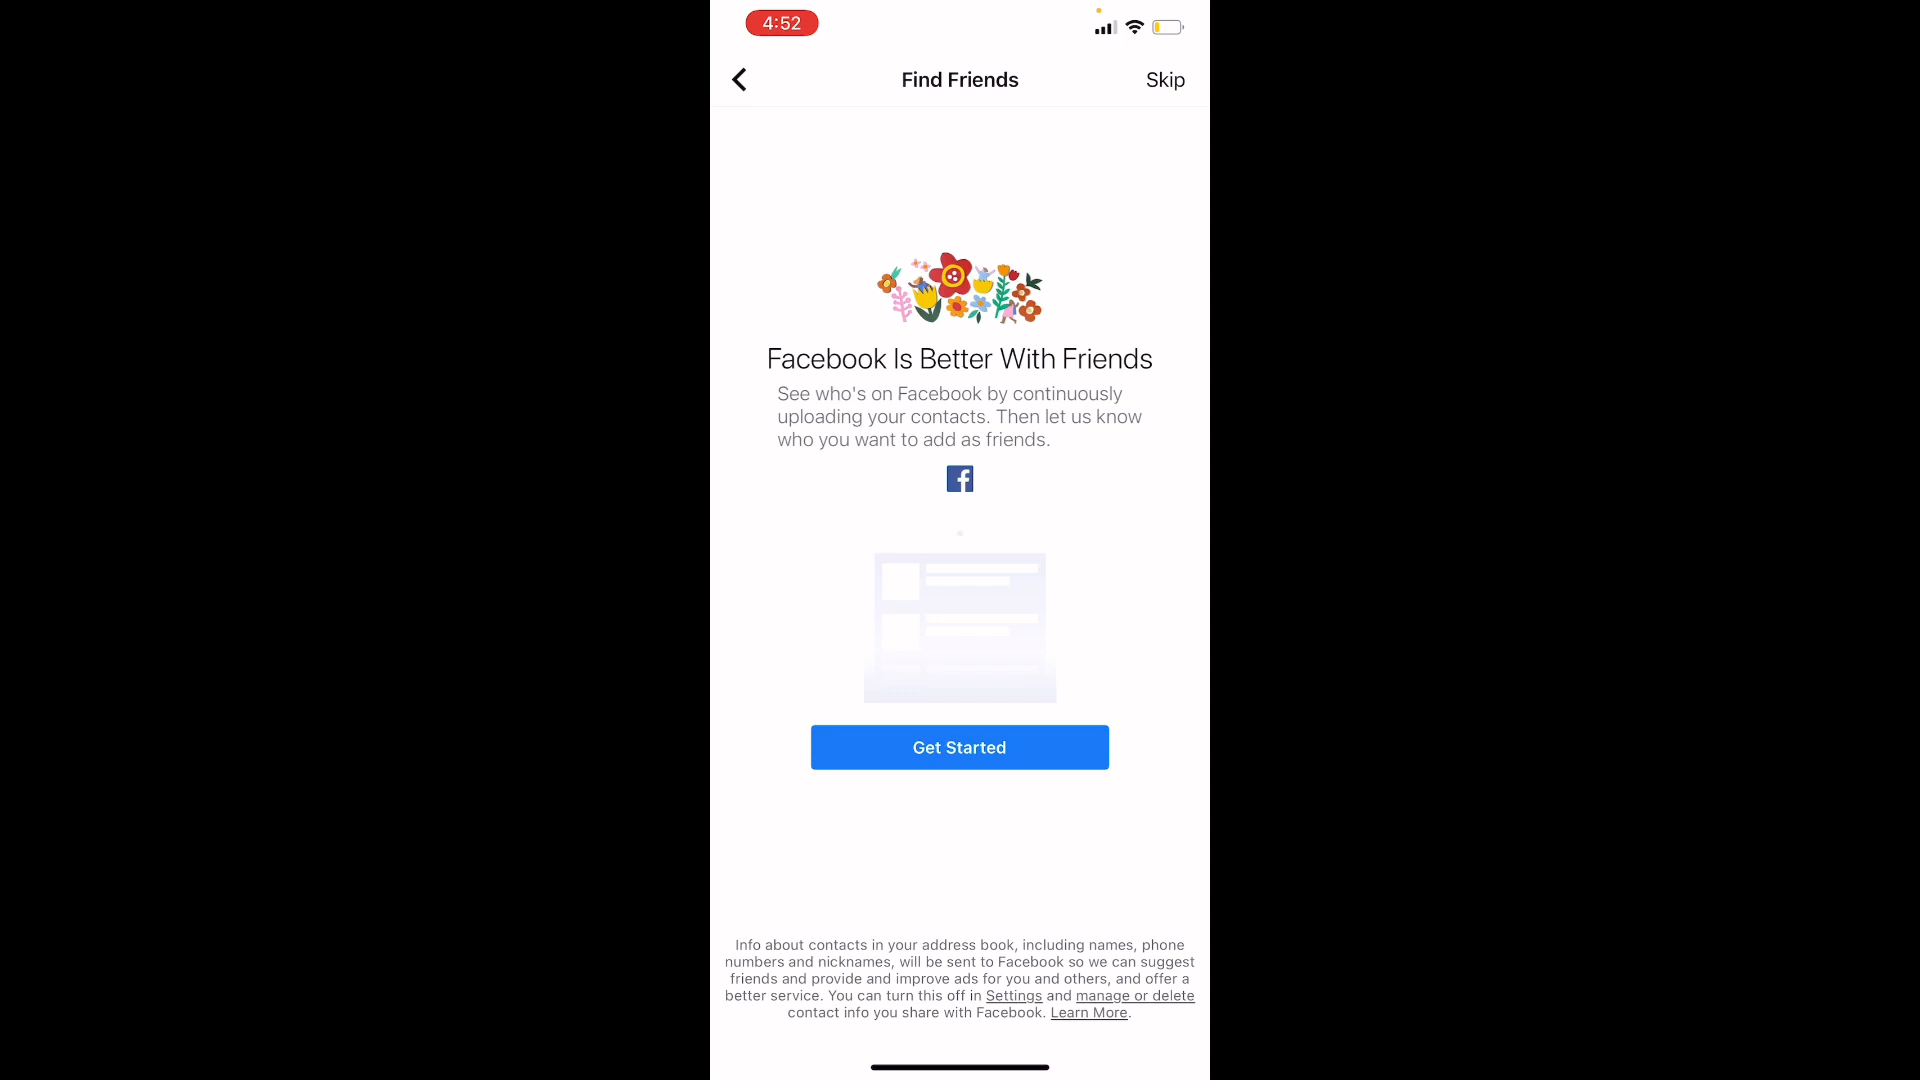 4:52
Find Friends
Skip
Facebook Is Better With Friends
See who's on Facebook by continuously
uploading your contacts. Then let us know
who you want to add as friends.
Get Started
Info about contacts in your address book, including names, phone
numbers and nicknames, will be sent to Facebook so we can suggest
friends and provide and improve ads for you and others, and offer a
better service. You can turn this off in Settings and manage or delete
contact info you share with Facebook. Learn More.